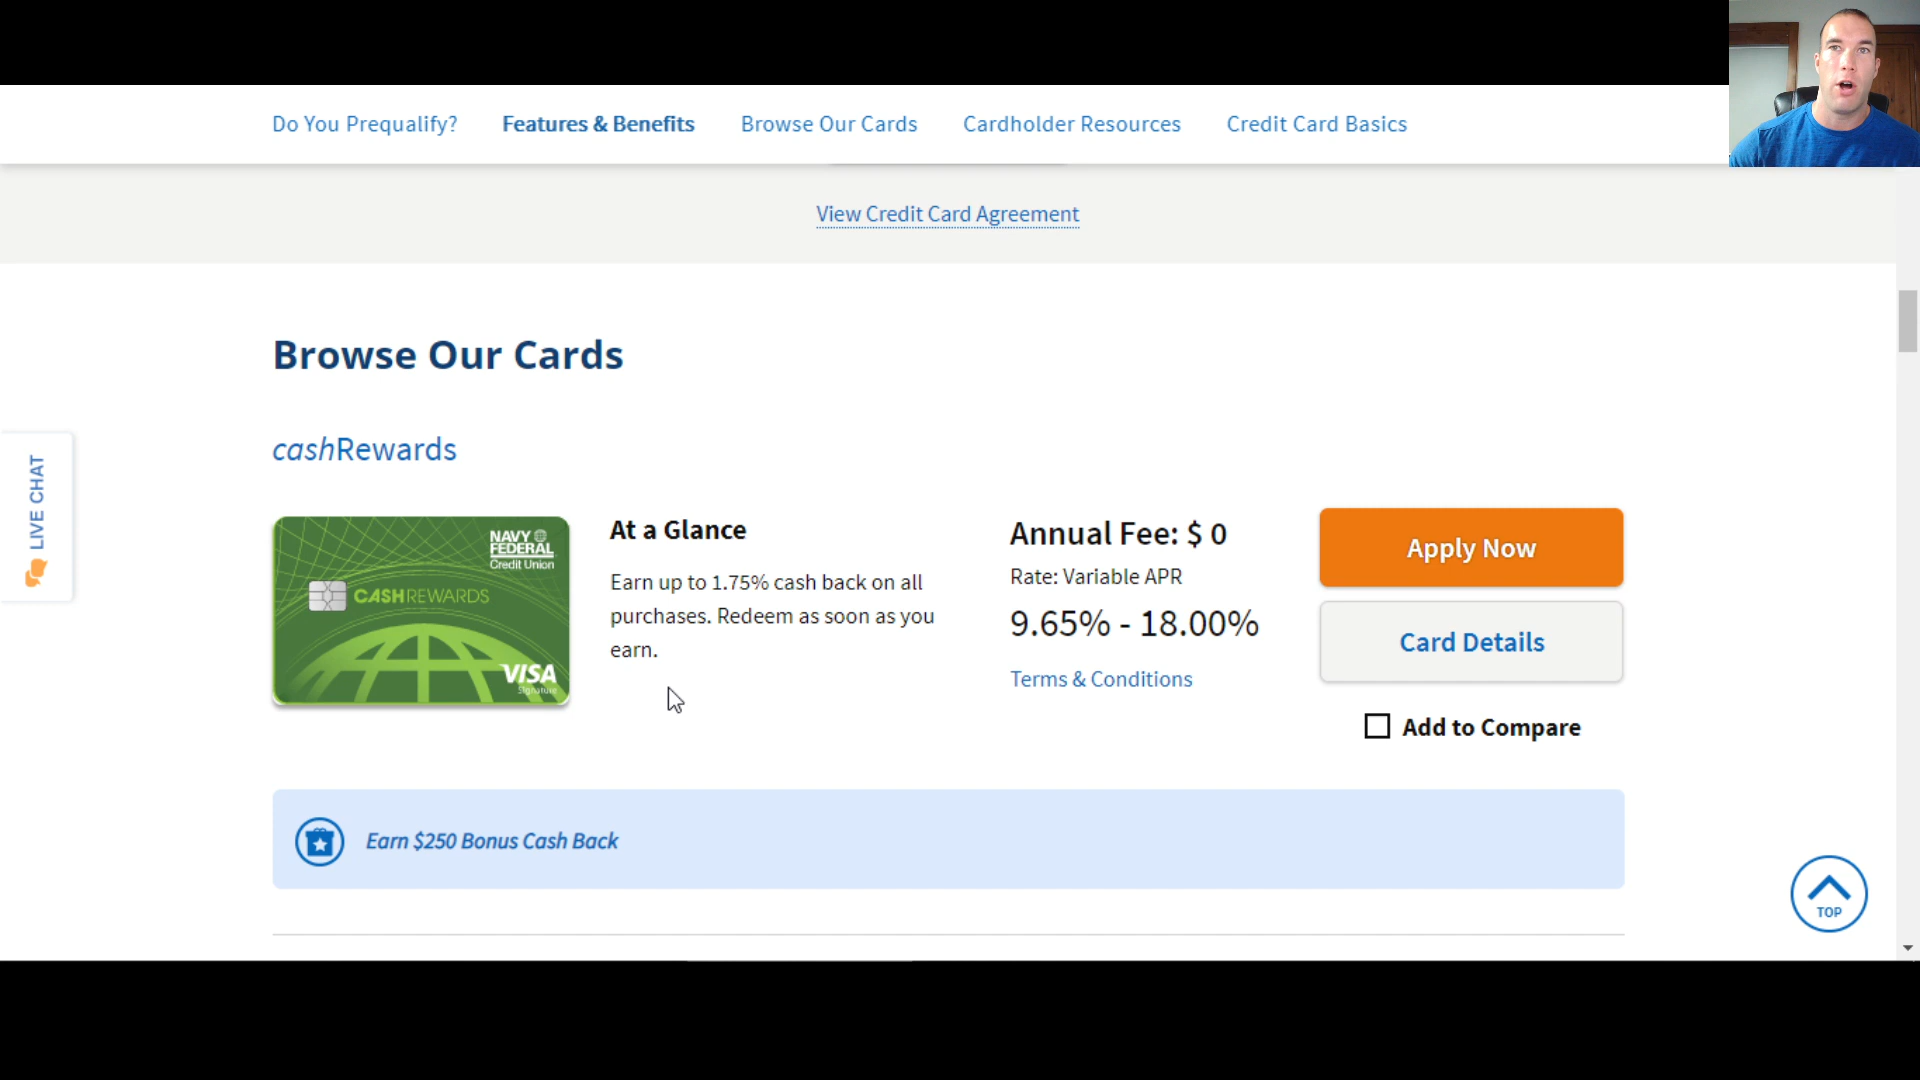 Do You Prequalify? Features & Benefits Browse Our Cards Cardholder Resources Credit Card Basics
View Credit Card Agreement
Browse Our Cards
cashRewards
LIVE CHAT
NAVY
FEDERAL
Credit Union
CASHREWARDS
VISA
Signature
At a Glance
Earn up to 1.75% cash back on all
purchases. Redeem as soon as you
earn.
Annual Fee: $ 0
Rate: Variable APR
9.65% - 18.00%
Terms & Conditions
Apply Now
Card Details
Add to Compare
Earn $250 Bonus Cash Back
TOP